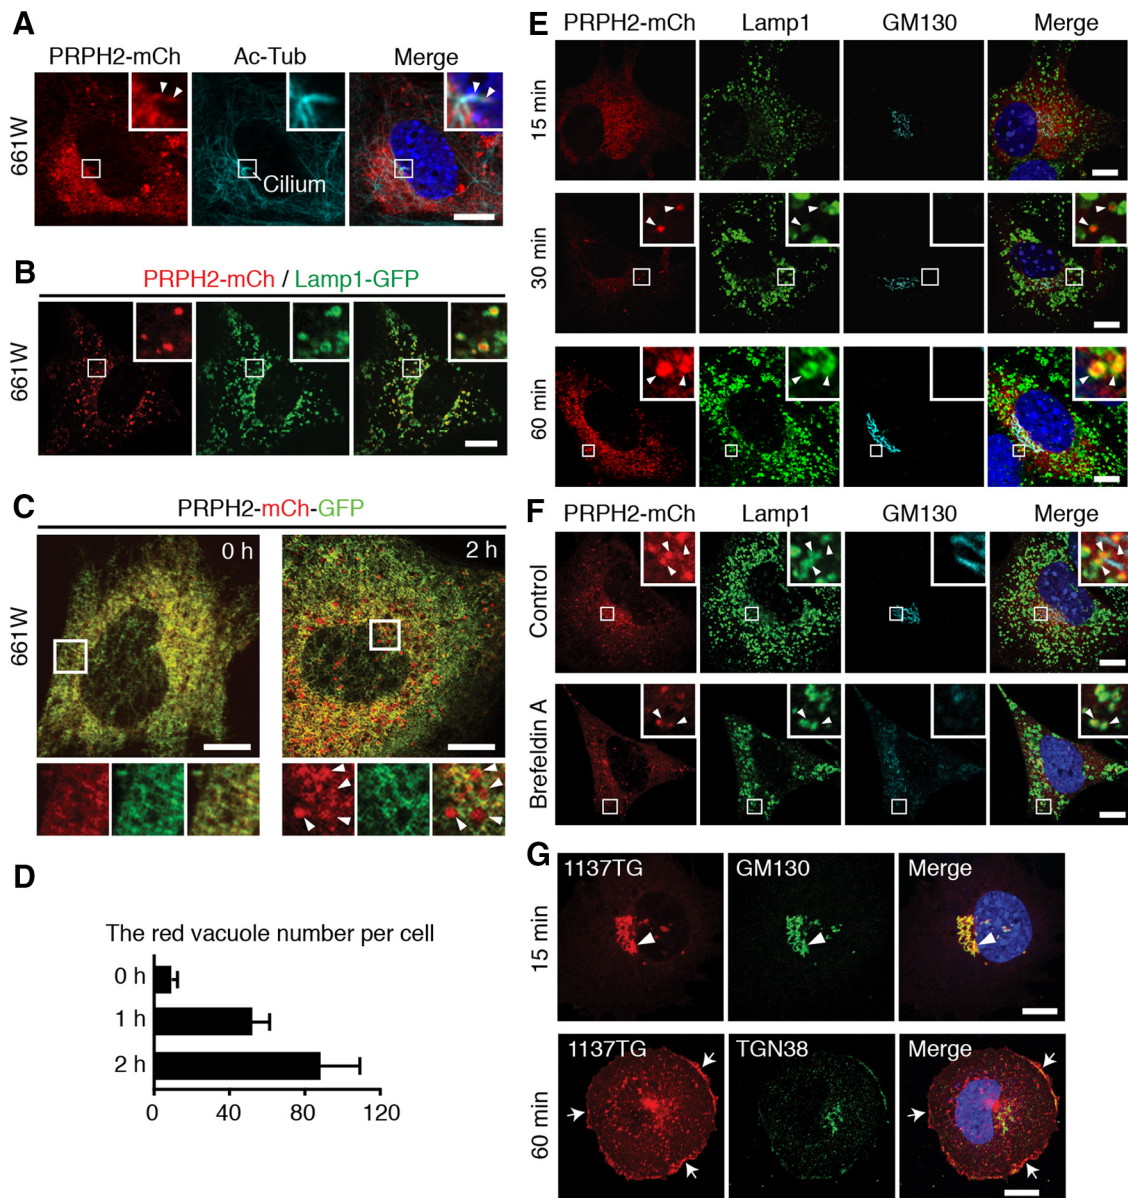 A
PRPH2-mCh Ac-Tub Merge
661W
Cilium
B
PRPH2-mCh / Lamp1-GFP
661W
C
PRPH2-mCh-GFP
661W
0 h
2 h
D
The red vacuole number per cell
0 h
1 h
2 h
0 40 80 120
E
PRPH2-mCh Lamp1 GM130 Merge
15 min
30 min
60 min
F
PRPH2-mCh Lamp1 GM130 Merge
Control
Brefeldin A
G
15 min
1137TG GM130 Merge
60 min
1137TG TGN38 Merge